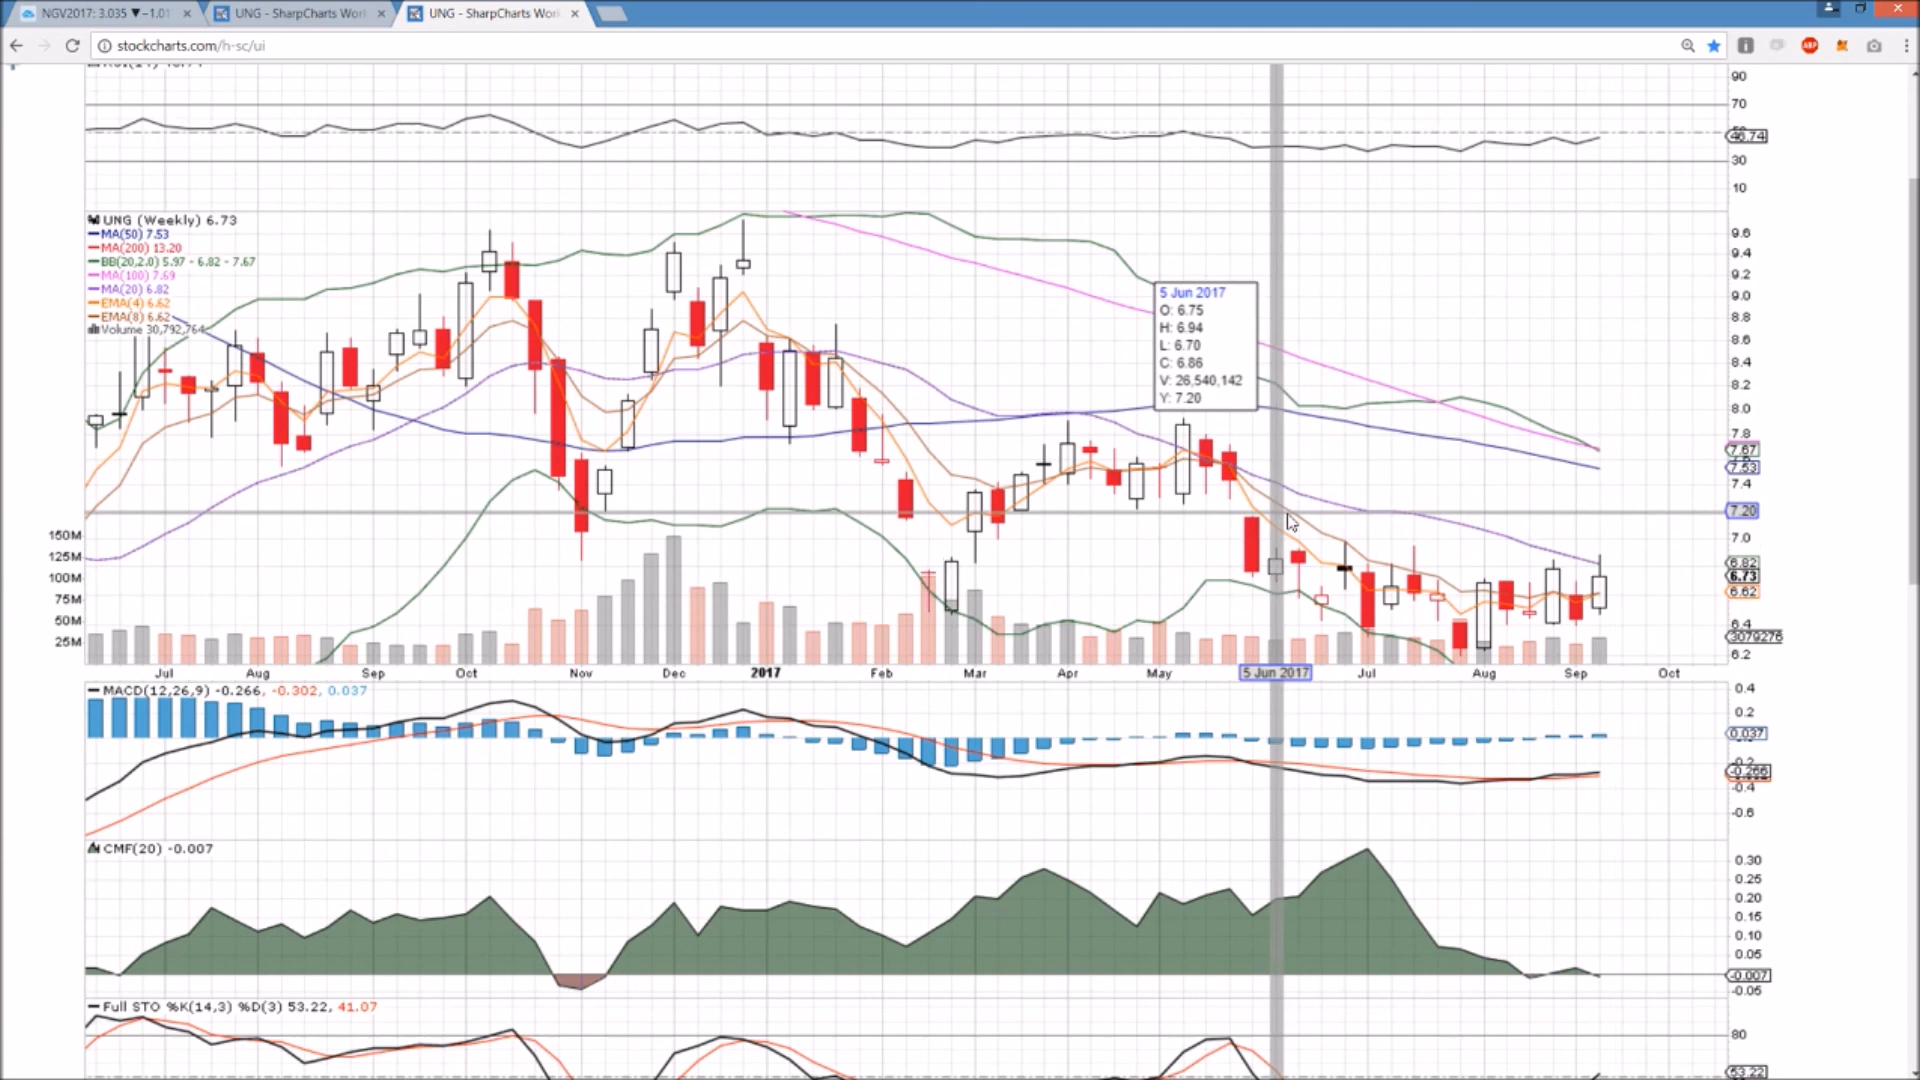 NGV2017: 3.035 ▼−1.01
UNG - SharpCharts Wor
UNG - SharpCharts Wor
stockcharts.com/h-sc/ui
ABP
90
70
46.74
30
10
UNG (Weekly) 6.73
MA(50) 7.53
MA(200) 13.20
BB(20,2.0) 5.97 - 6.82 - 7.67
MA(100) 7.69
MA(20) 6.82
EMA(4) 6.62
EMA(8) 6.62
Volume 30,792,764
5 Jun 2017
O: 6.75
H: 6.94
L: 6.70
C: 6.86
V: 26,540,142
Y: 7.20
9.6
9.4
9.2
9.0
8.8
8.6
8.4
8.2
8.0
7.8
7.67
7.53
7.4
7.20
7.0
6.82
6.73
6.62
6.4
3079276
6.2
150M
125M
100M
75M
50M
25M
Jul Aug Sep Oct Nov Dec 2017 Feb Mar Apr May 5 Jun 2017 Jul Aug Sep Oct
MACD(12,26,9) -0.266, -0.302, 0.037
0.4
0.2
0.037
-0.266
-0.4
-0.6
CMF(20) -0.007
0.30
0.25
0.20
0.15
0.10
0.05
-0.007
-0.05
Full STO %K(14,3) %D(3) 53.22, 41.07
80
53.22